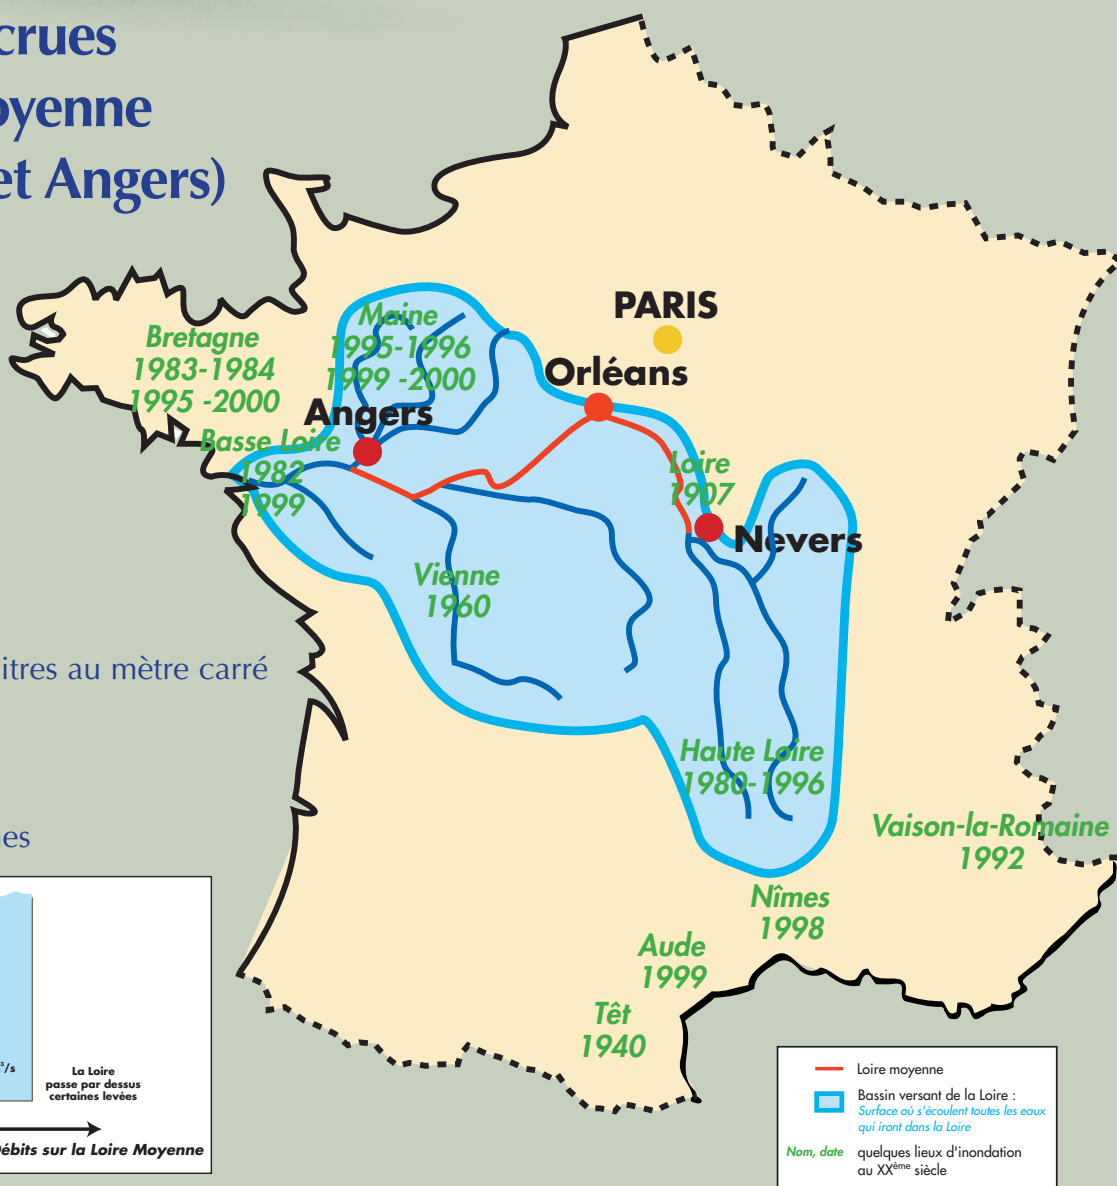 crues
oyenne
et Angers)
PARIS
Orléans
Maine
1995-1996
1999 -2000
Bretagne
1983-1984
1995 -2000
Angers
Basse Loire
1982
1999
Loire
1907
Nevers
Vienne
1960
itres au mètre carré
Haute Loire
1980-1996
Vaison-la-Romaine
1992
es
Nîmes
1998
Aude
1999
Têt
1940
³/s
La Loire
passe par dessus
certaines levées
ébits sur la Loire Moyenne
Loire moyenne
Bassin versant de la Loire :
Surface où s'écoulent toutes les eaux
qui iront dans la Loire
Nom, date quelques lieux d'inondation
au XXème siècle